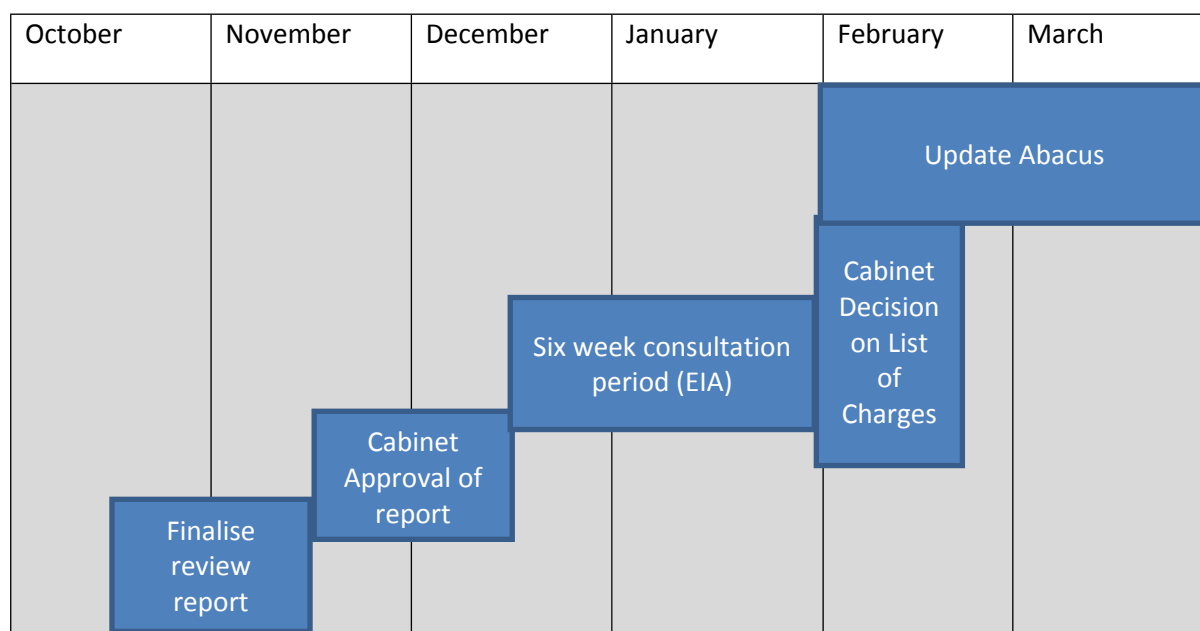 October November December January February March
Update Abacus
Cabinet
Decision
on List
of
Charges
Six week consultation
period (EIA)
Cabinet
Approval of
report
Finalise
review
report